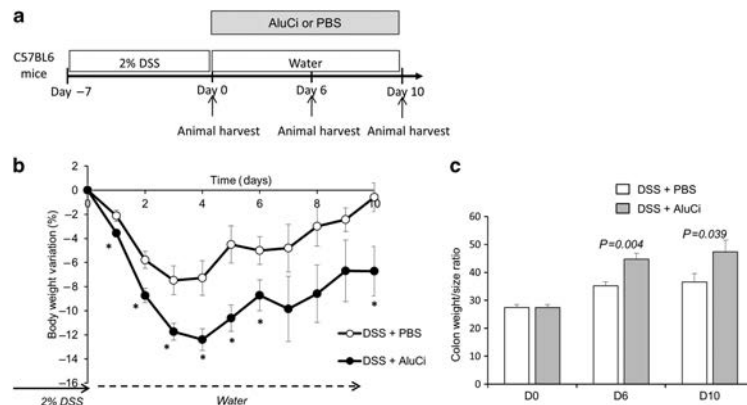 a
AluCi or PBS
C57BL6
mice
2% DSS
Water
Day –7
Day 0
Day 6
Day 10
Animal harvest
Animal harvest
Animal harvest
b
Time (days)
2
0
0
2
4
6
8
10
–2
–4
–6
–8
–10
–12
–14
–16
Body weight variation (%)
*
*
*
*
*
*
*
DSS + PBS
DSS + AluCi
2% DSS
Water
c
DSS + PBS
DSS + AluCi
60
50
40
30
20
10
0
Colon weight/size ratio
P=0.004
P=0.039
D0
D6
D10